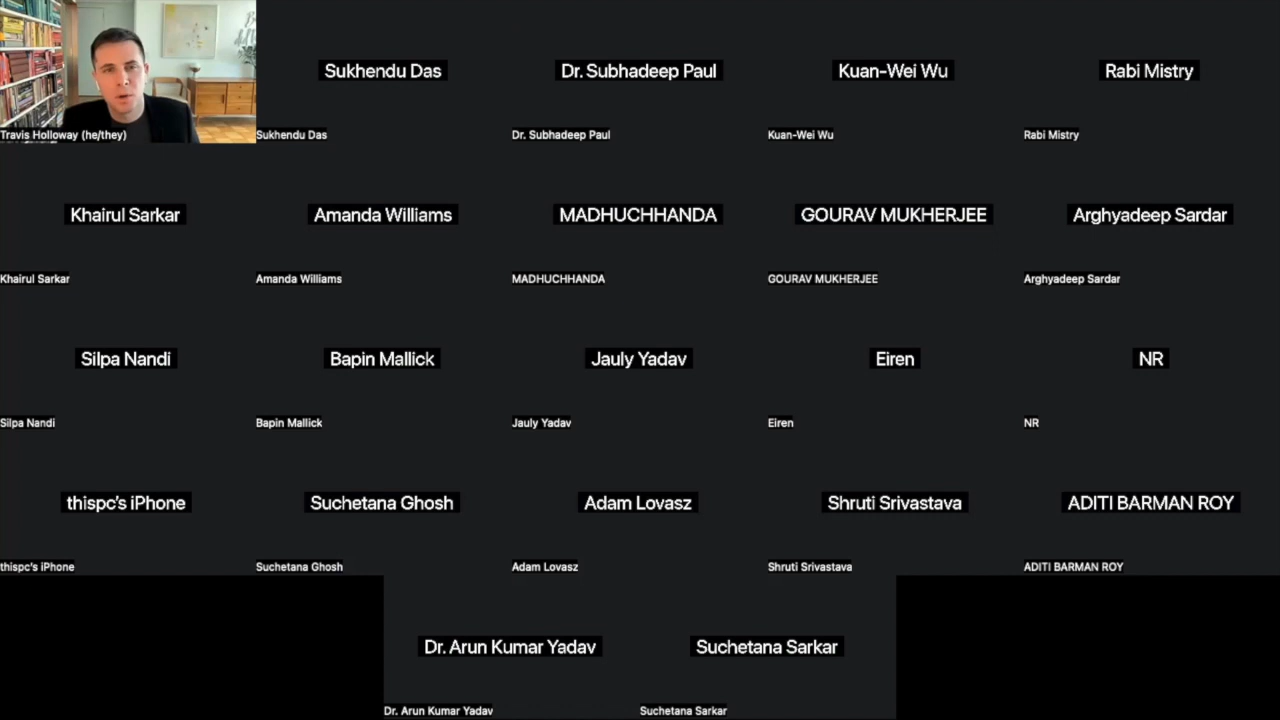 Travis Holloway (he/they)
Sukhendu Das
Sukhendu Das
Dr. Subhadeep Paul
Dr. Subhadeep Paul
Kuan-Wei Wu
Kuan-Wei Wu
Rabi Mistry
Rabi Mistry
Khairul Sarkar
Khairul Sarkar
Amanda Williams
Amanda Williams
MADHUCHHANDA
MADHUCHHANDA
GOURAV MUKHERJEE
GOURAV MUKHERJEE
Arghyadeep Sardar
Arghyadeep Sardar
Silpa Nandi
Silpa Nandi
Bapin Mallick
Bapin Mallick
Jauly Yadav
Jauly Yadav
Eiren
Eiren
NR
NR
thispc's iPhone
thispc's iPhone
Suchetana Ghosh
Suchetana Ghosh
Adam Lovasz
Adam Lovasz
Shruti Srivastava
Shruti Srivastava
ADITI BARMAN ROY
ADITI BARMAN ROY
Dr. Arun Kumar Yadav
Dr. Arun Kumar Yadav
Suchetana Sarkar
Suchetana Sarkar